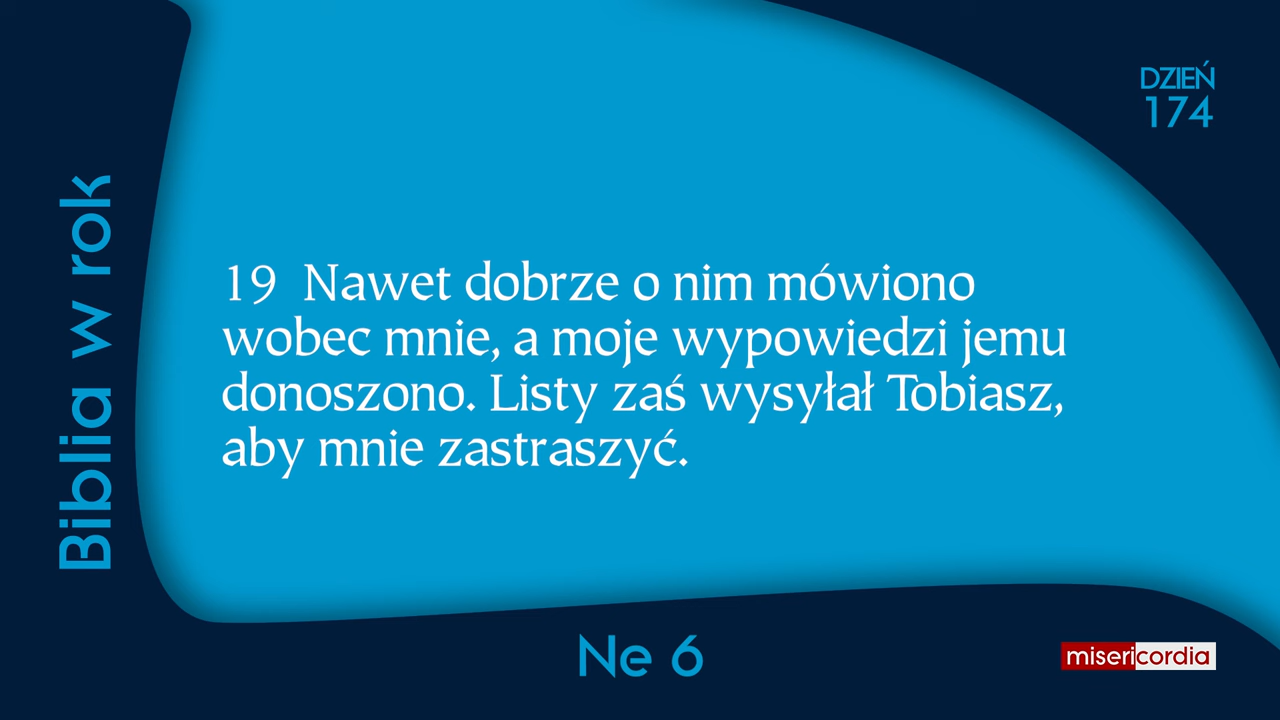 DZIEŃ
174
Biblia w rok
19 Nawet dobrze o nim mówiono
wobec mnie, a moje wypowiedzi jemu
donoszono. Listy zaś wysyłał Tobiasz,
aby mnie zastraszyć.
Ne 6
misericordia